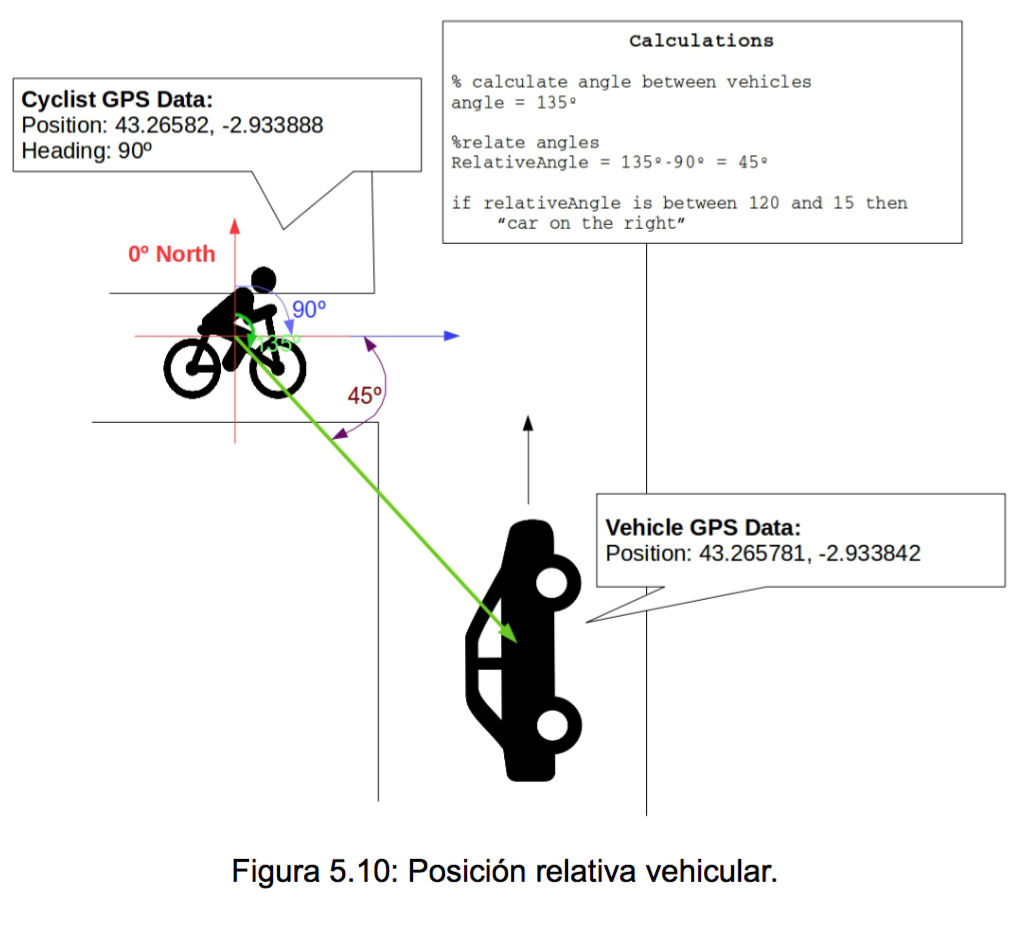 Calculations
% calculate angle between vehicles
angle = 135º
%relate angles
RelativeAngle = 135º-90º = 45º
if relativeAngle is between 120 and 15 then
“car on the right”
Cyclist GPS Data:
Position: 43.26582, -2.933888
Heading: 90º
0º North
90º
135º
45º
Vehicle GPS Data:
Position: 43.265781, -2.933842
Figura 5.10: Posición relativa vehicular.